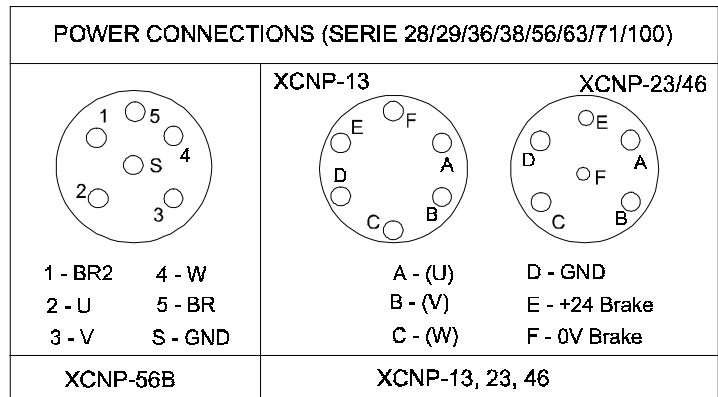 POWER CONNECTIONS (SERIE 28/29/36/38/56/63/71/100)
1
5
4
S
2
3
1 - BR2
4 - W
2 - U
5 - BR
3 - V
S - GND
XCNP-56B
XCNP-13
E
F
D
A
C
B
XCNP-23/46
E
D
A
F
C
B
A - (U)
D - GND
B - (V)
E - +24 Brake
C - (W)
F - 0V Brake
XCNP-13, 23, 46